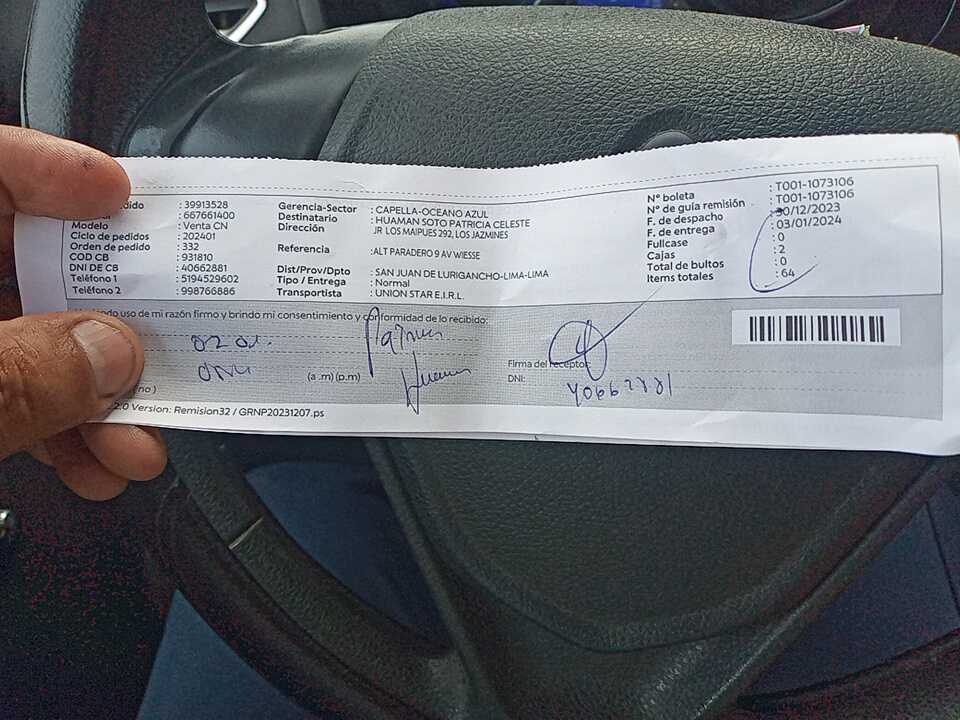 dido : 39913528
: 667661400
Modelo : Venta CN
Ciclo de pedidos : 202401
Orden de pedido : 332
COD CB : 931810
DNI DE CB : 40662881
Teléfono 1 : 5194529602
Teléfono 2 : 998766886
Gerencia-Sector : CAPELLA-OCEANO AZUL
Destinatario : HUAMAN SOTO PATRICIA CELESTE
Dirección JR LOS MAIPUES 292, LOS JAZMINES
Referencia : ALT PARADERO 9 AV WIESSE
Dist/Prov/Dpto : SAN JUAN DE LURIGANCHO-LIMA-LIMA
Tipo / Entrega : Normal
Transportista : UNION STAR E.I.R.L.
N° boleta : T001-1073106
N° de guía remisión : T001-1073106
F. de despacho : 30/12/2023
F. de entrega : 03/01/2024
Fullcase : 0
Cajas : 2
Total de bultos : 0
Items totales : 64
uso de mi razón firmo y brindo mi consentimiento y conformidad de lo recibido:
02 01.
(a .m) (p.m)
Huaman
Firma del receptor
DNI: 40662881
no )
2.0 Version: Remision32 / GRNP20231207.ps